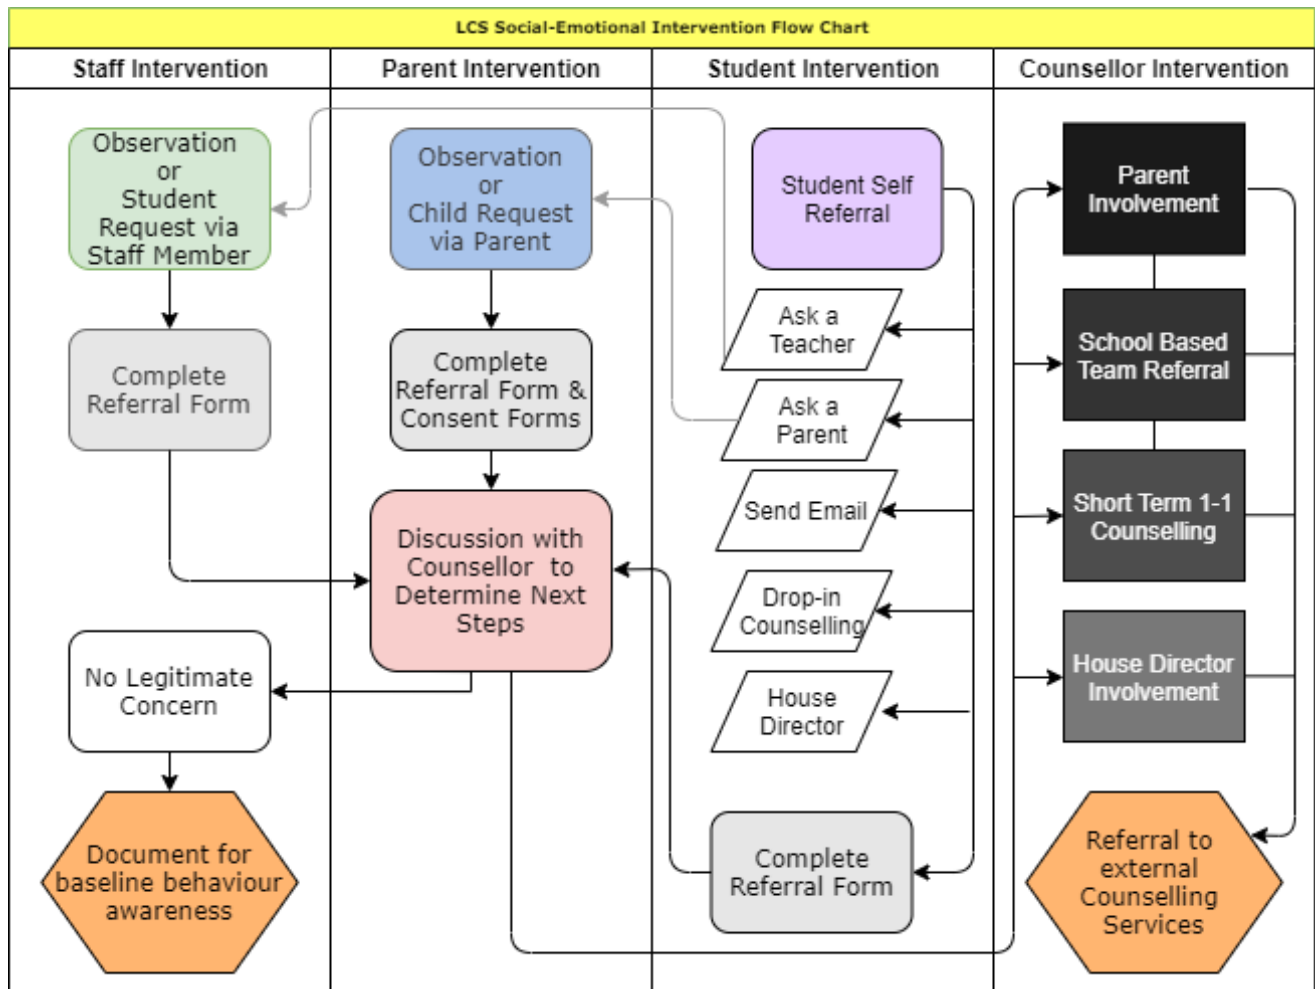 LCS Social-Emotional Intervention Flow Chart
Staff Intervention
Parent Intervention
Student Intervention
Counsellor Intervention
Observation
or
Student
Request via
Staff Member
Complete
Referral Form
No Legitimate
Concern
Document for
baseline behaviour
awareness
Observation
or
Child Request
via Parent
Complete
Referral Form &
Consent Forms
Discussion with
Counsellor to
Determine Next
Steps
Student Self
Referral
Ask a
Teacher
Ask a
Parent
Send Email
Drop-in
Counselling
House
Director
Complete
Referral Form
Parent
Involvement
School Based
Team Referral
Short Term 1-1
Counselling
House Director
Involvement
Referral to
external
Counselling
Services